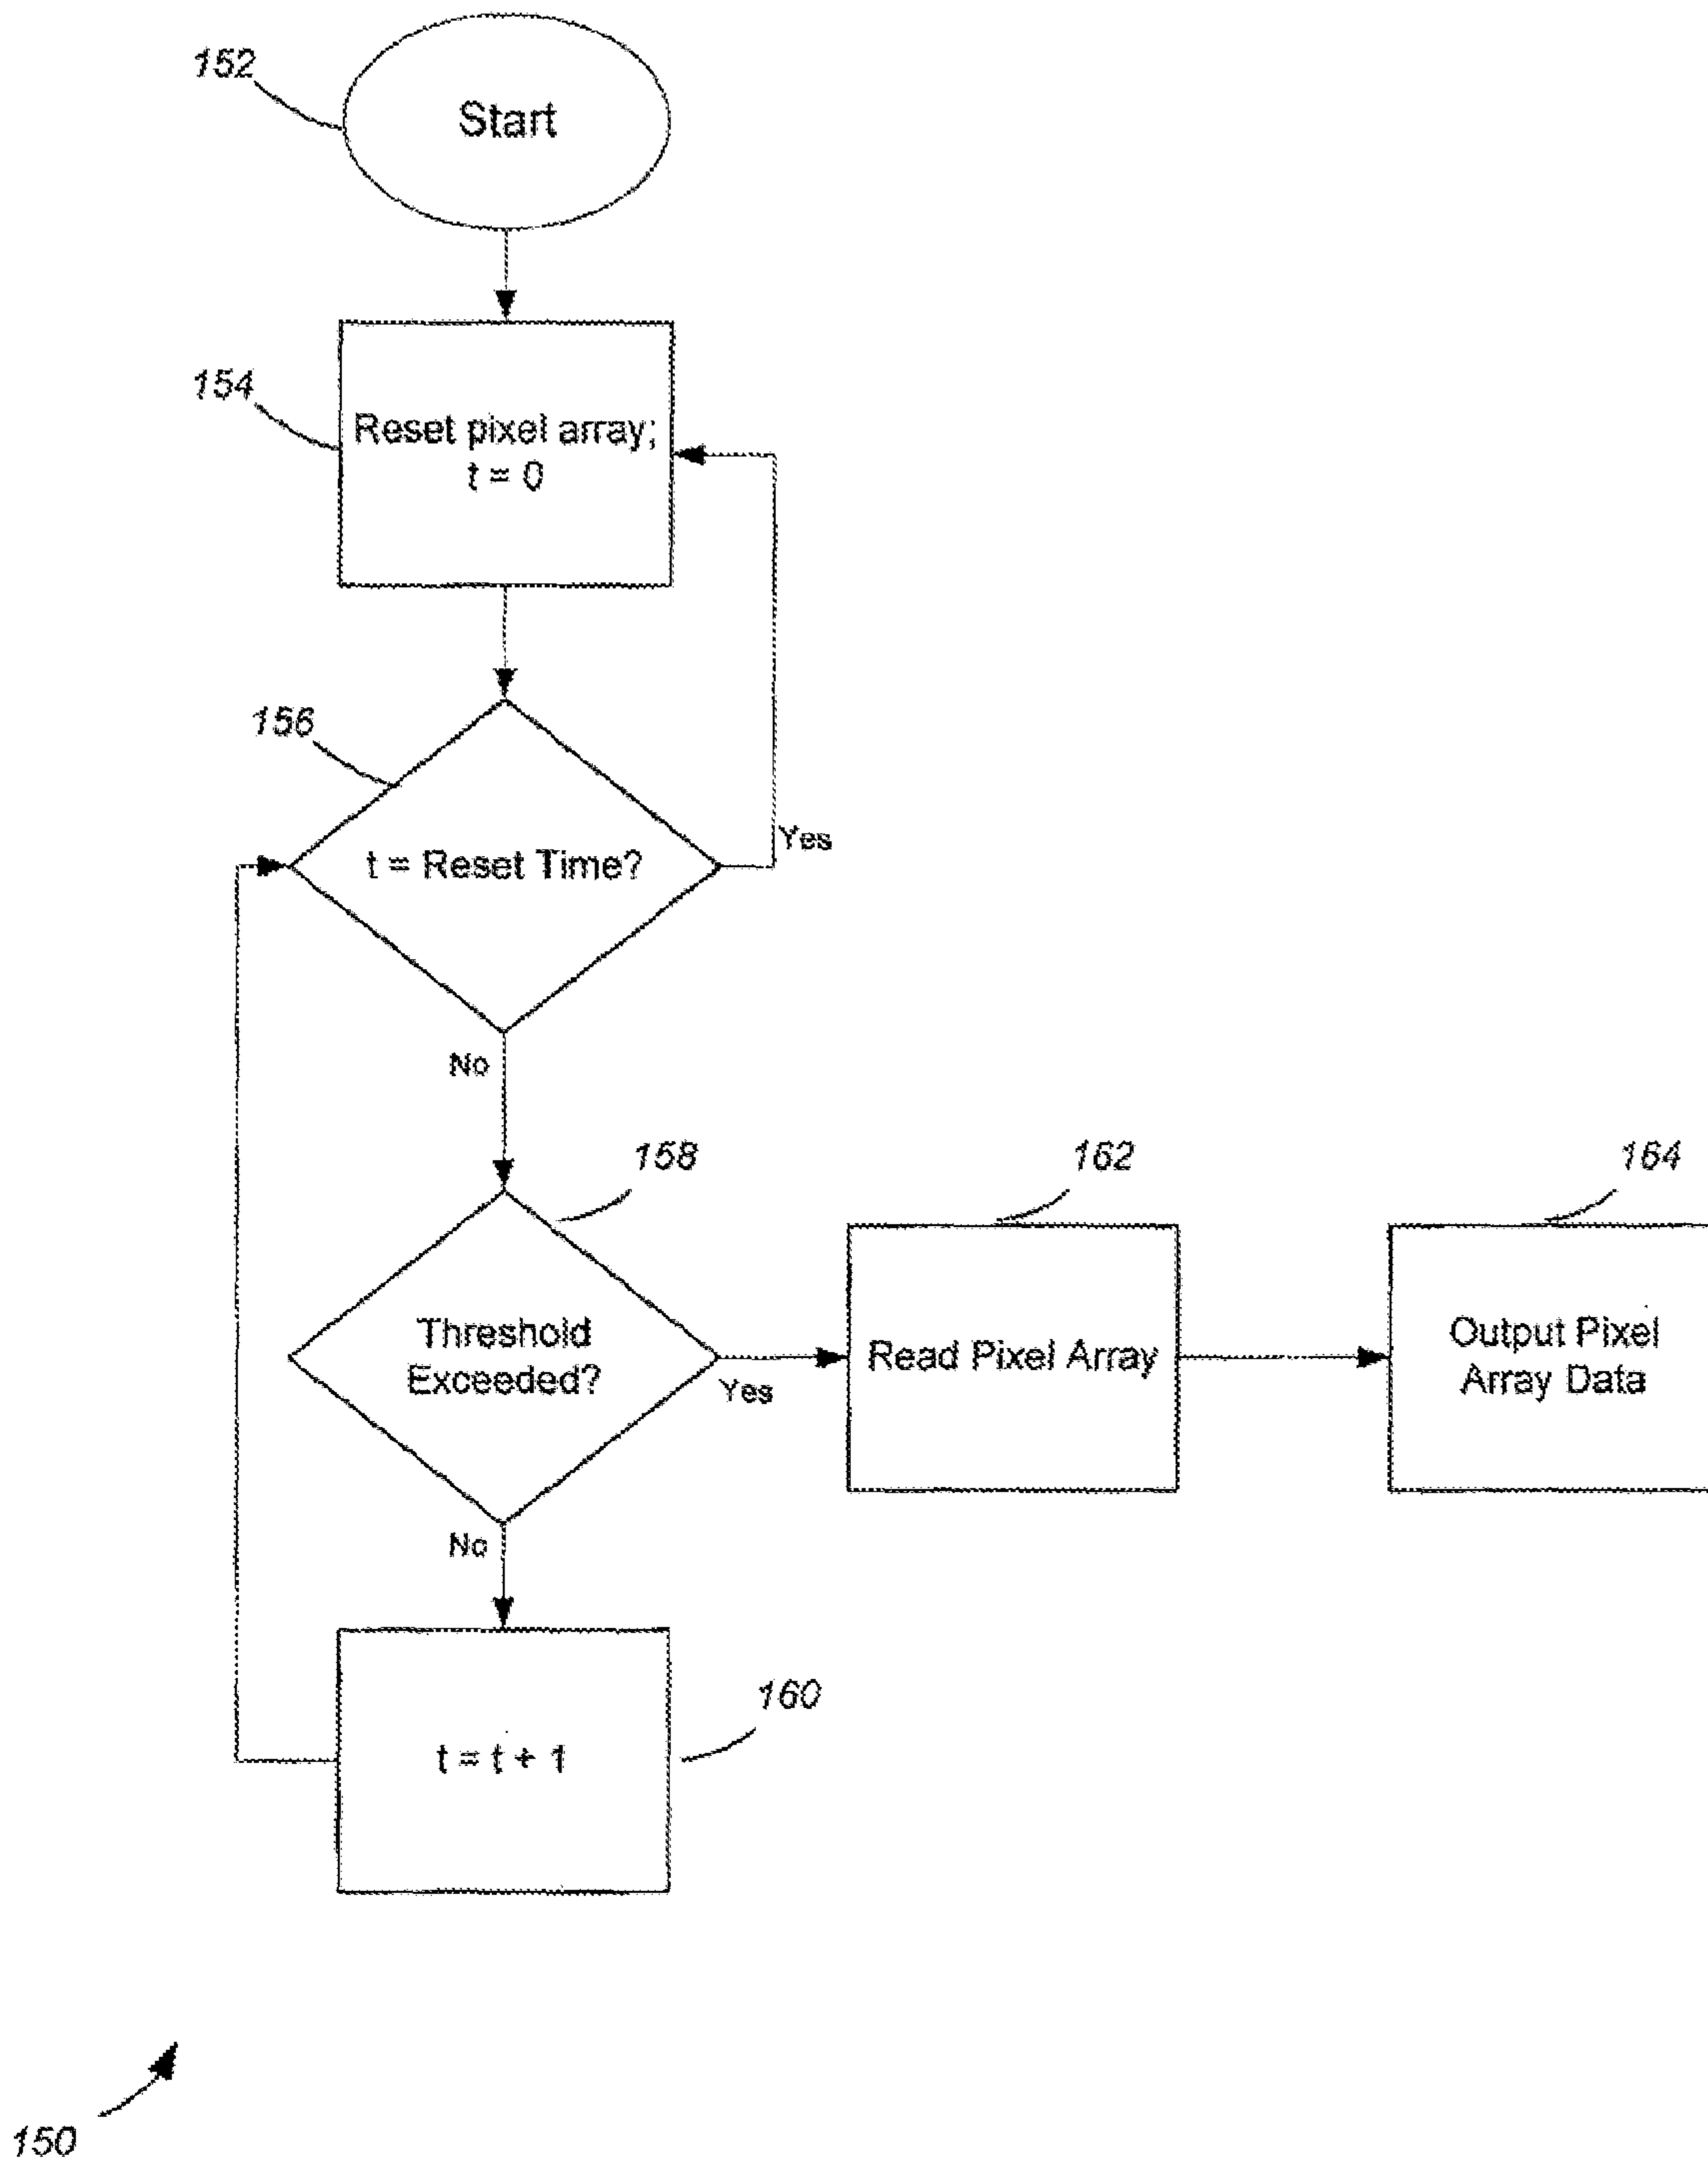 152
Start
154
Reset pixel array;
t = 0
156
t = Reset Time?
Yes
No
158
162
164
Threshold
Exceeded?
Yes
Read Pixel Array
Output Pixel
Array Data
No
160
t = t + 1
150